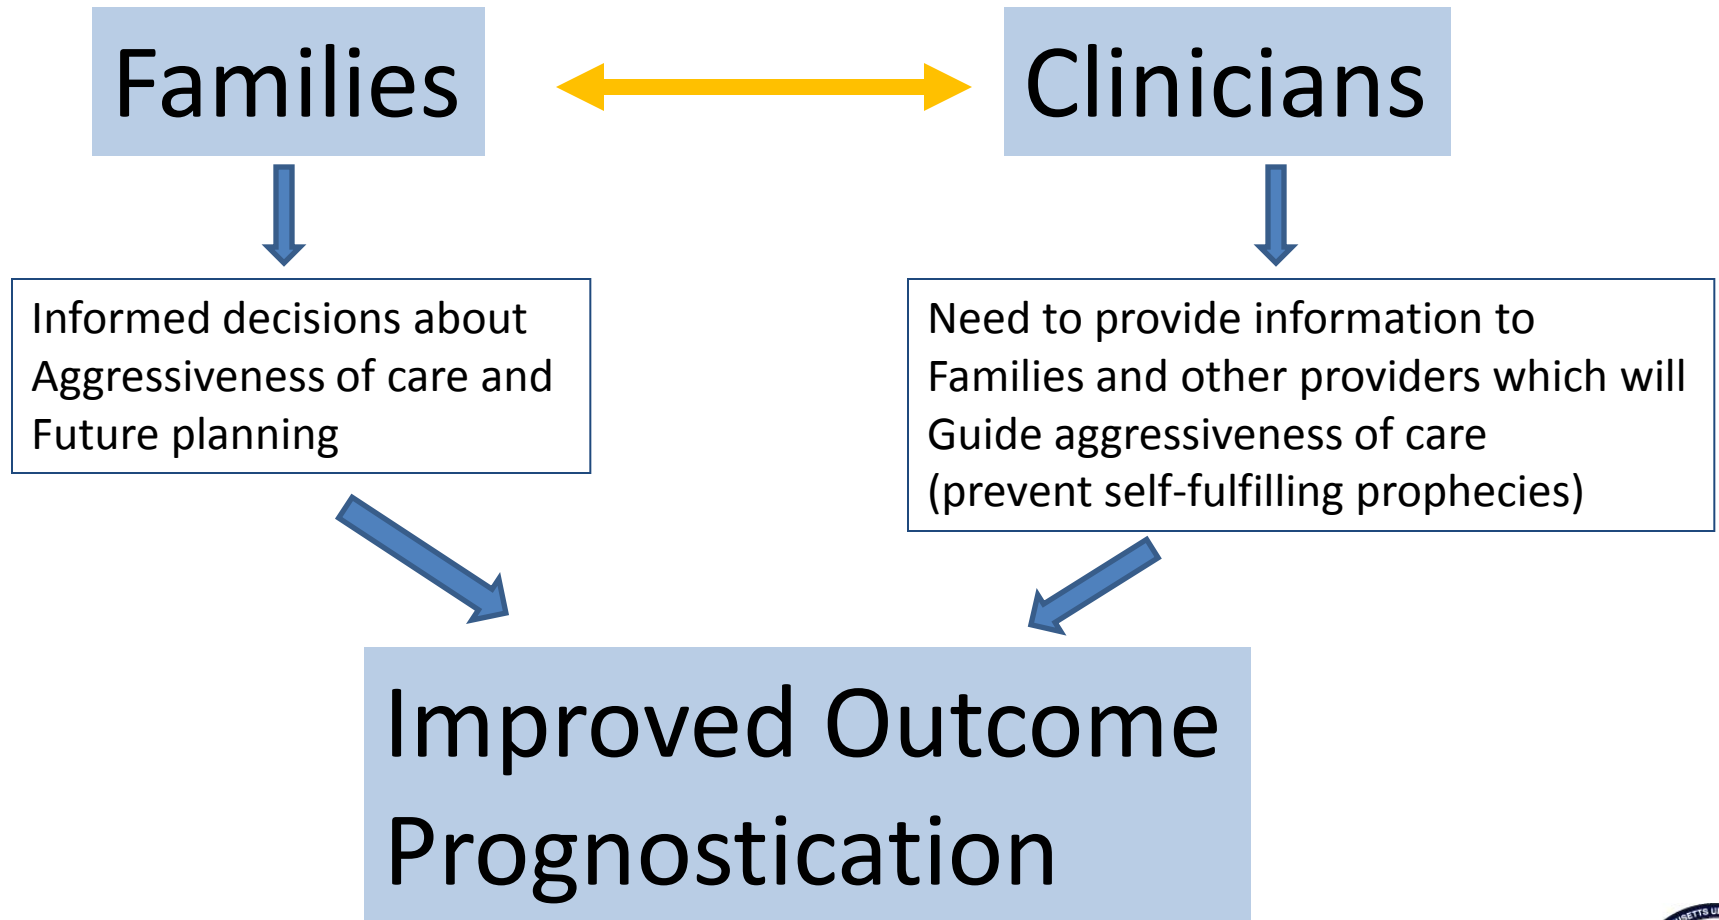 Families
Clinicians
Informed decisions about
Aggressiveness of care and
Future planning
Need to provide information to
Families and other providers which will
Guide aggressiveness of care
(prevent self-fulfilling prophecies)
Improved Outcome
Prognostication